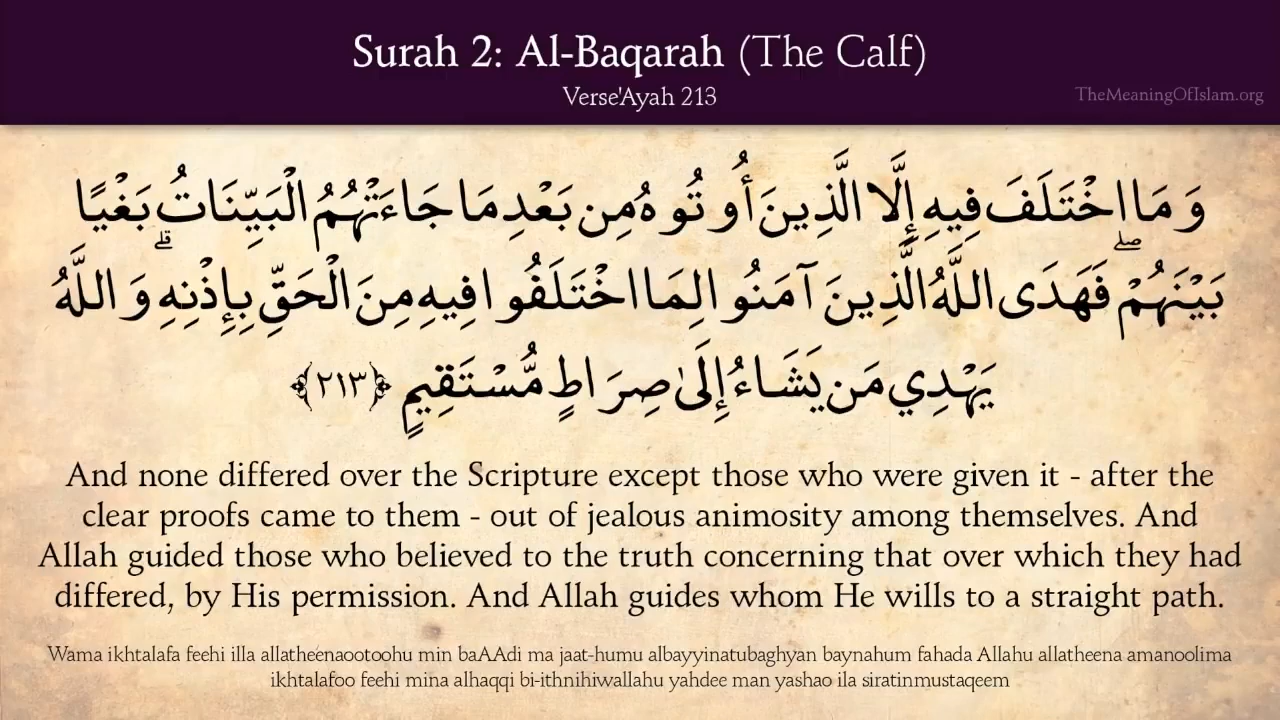 Surah 2: Al-Baqarah (The Calf)
Verse'Ayah 213
TheMeaningOfIslam.org
وَمَا اخْتَلَفَ فِيهِ إِلَّا الَّذِينَ أُوتُوهُ مِن بَعْدِ مَا جَاءَتْهُمُ الْبَيِّنَاتُ بَغْيًا
بَيْنَهُمْ ۖ فَهَدَى اللَّهُ الَّذِينَ آمَنُوا لِمَا اخْتَلَفُوا فِيهِ مِنَ الْحَقِّ بِإِذْنِهِ ۗ وَاللَّهُ
يَهْدِي مَن يَشَاءُ إِلَىٰ صِرَاطٍ مُّسْتَقِيمٍ ﴿٢١٣﴾
And none differed over the Scripture except those who were given it - after the
clear proofs came to them - out of jealous animosity among themselves. And
Allah guided those who believed to the truth concerning that over which they had
differed, by His permission. And Allah guides whom He wills to a straight path.
Wama ikhtalafa feehi illa allatheenaootoohu min baAAdi ma jaat-humu albayyinatubaghyan baynahum fahada Allahu allatheena amanoolima
ikhtalafoo feehi mina alhaqqi bi-ithnihiwallahu yahdee man yashao ila siratinmustaqeem